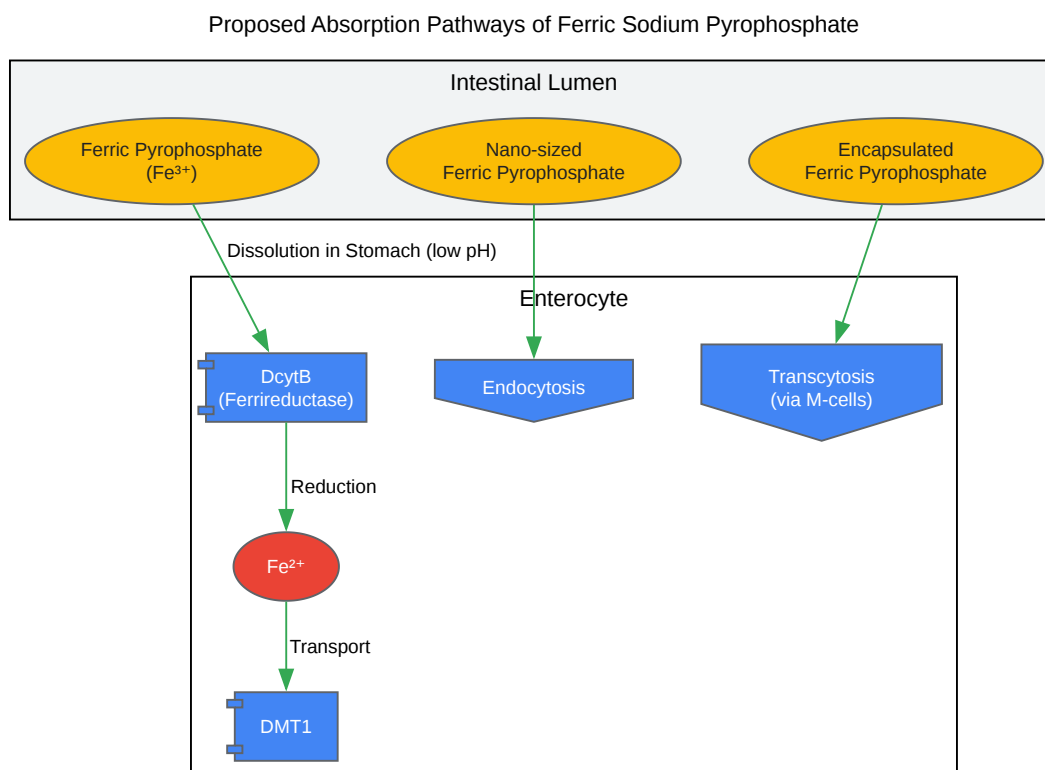 Proposed Absorption Pathways of Ferric Sodium Pyrophosphate
Intestinal Lumen
Ferric Pyrophosphate
(Fe³⁺)
Nano-sized
Ferric Pyrophosphate
Encapsulated
Ferric Pyrophosphate
Dissolution in Stomach (low pH)
Enterocyte
DcytB
(Ferrireductase)
Endocytosis
Transcytosis
(via M-cells)
Reduction
Fe²⁺
Transport
DMT1